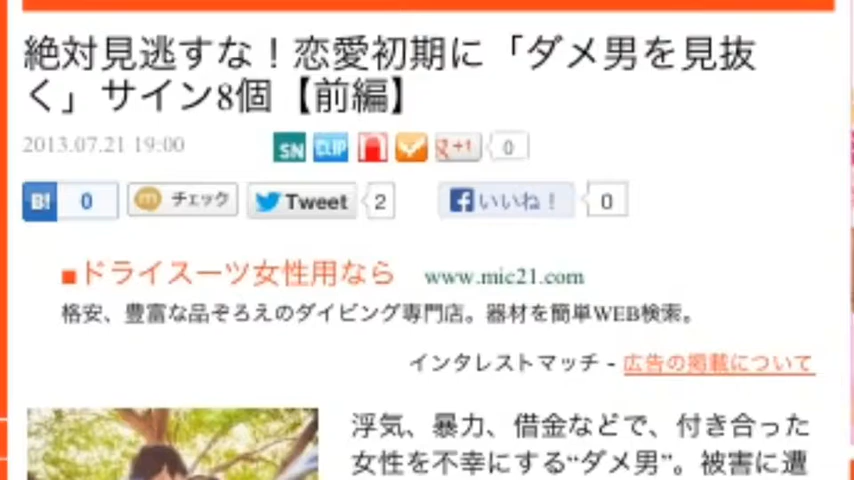 絶対見逃すな！恋愛初期に「ダメ男を見抜
く」サイン8個【前編】
2013.07.21 19:00
SN CLIP g +1 0
B! 0 m チェック Tweet 2 f いいね！ 0
■ドライスーツ女性用なら www.mic21.com
格安、豊富な品ぞろえのダイビング専門店。器材を簡単WEB検索。
インタレストマッチ - 広告の掲載について
浮気、暴力、借金などで、付き合った
女性を不幸にする“ダメ男”。被害に遭